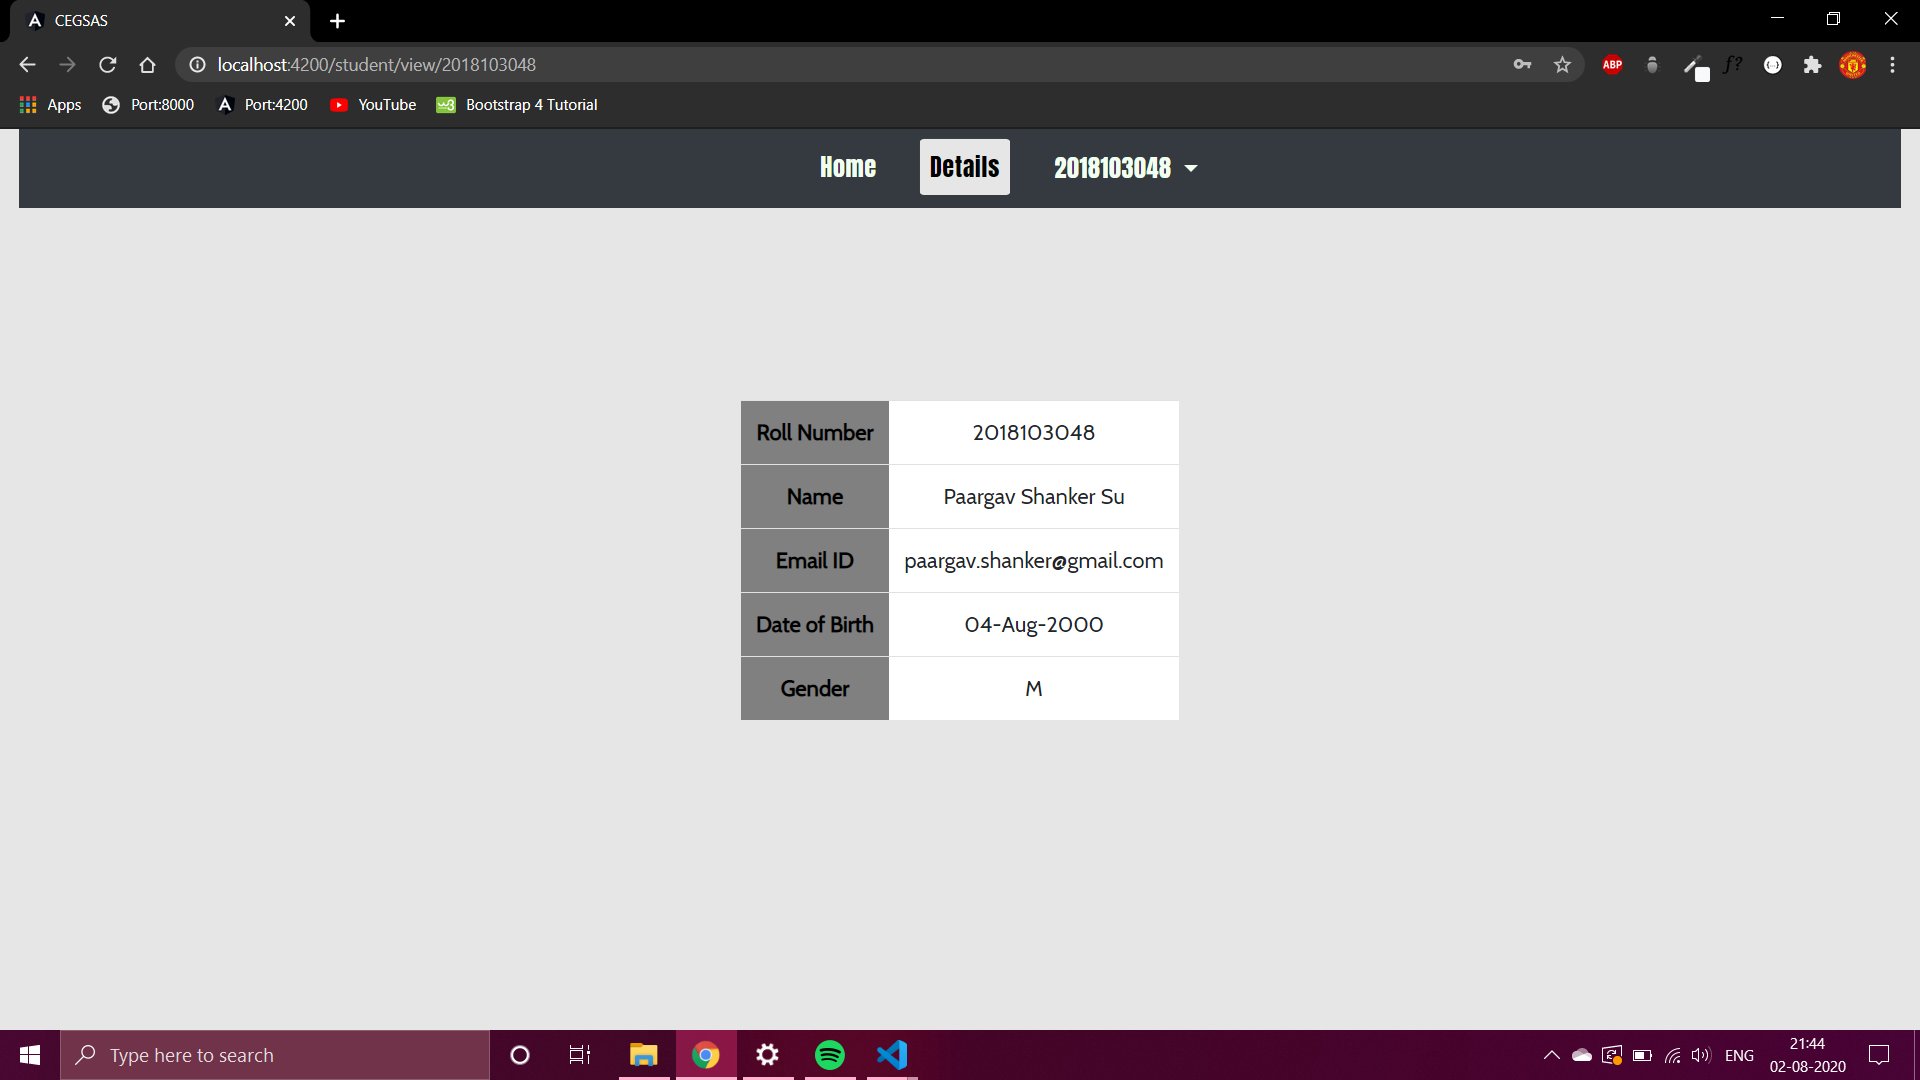 CEGSAS
localhost:4200/student/view/2018103048
ABP
f?
Apps
Port:8000
Port:4200
YouTube
Bootstrap 4 Tutorial
Home
Details
2018103048
Roll Number 2018103048
Name Paargav Shanker Su
Email ID paargav.shanker@gmail.com
Date of Birth 04-Aug-2000
Gender M
Type here to search
ENG
21:44
02-08-2020